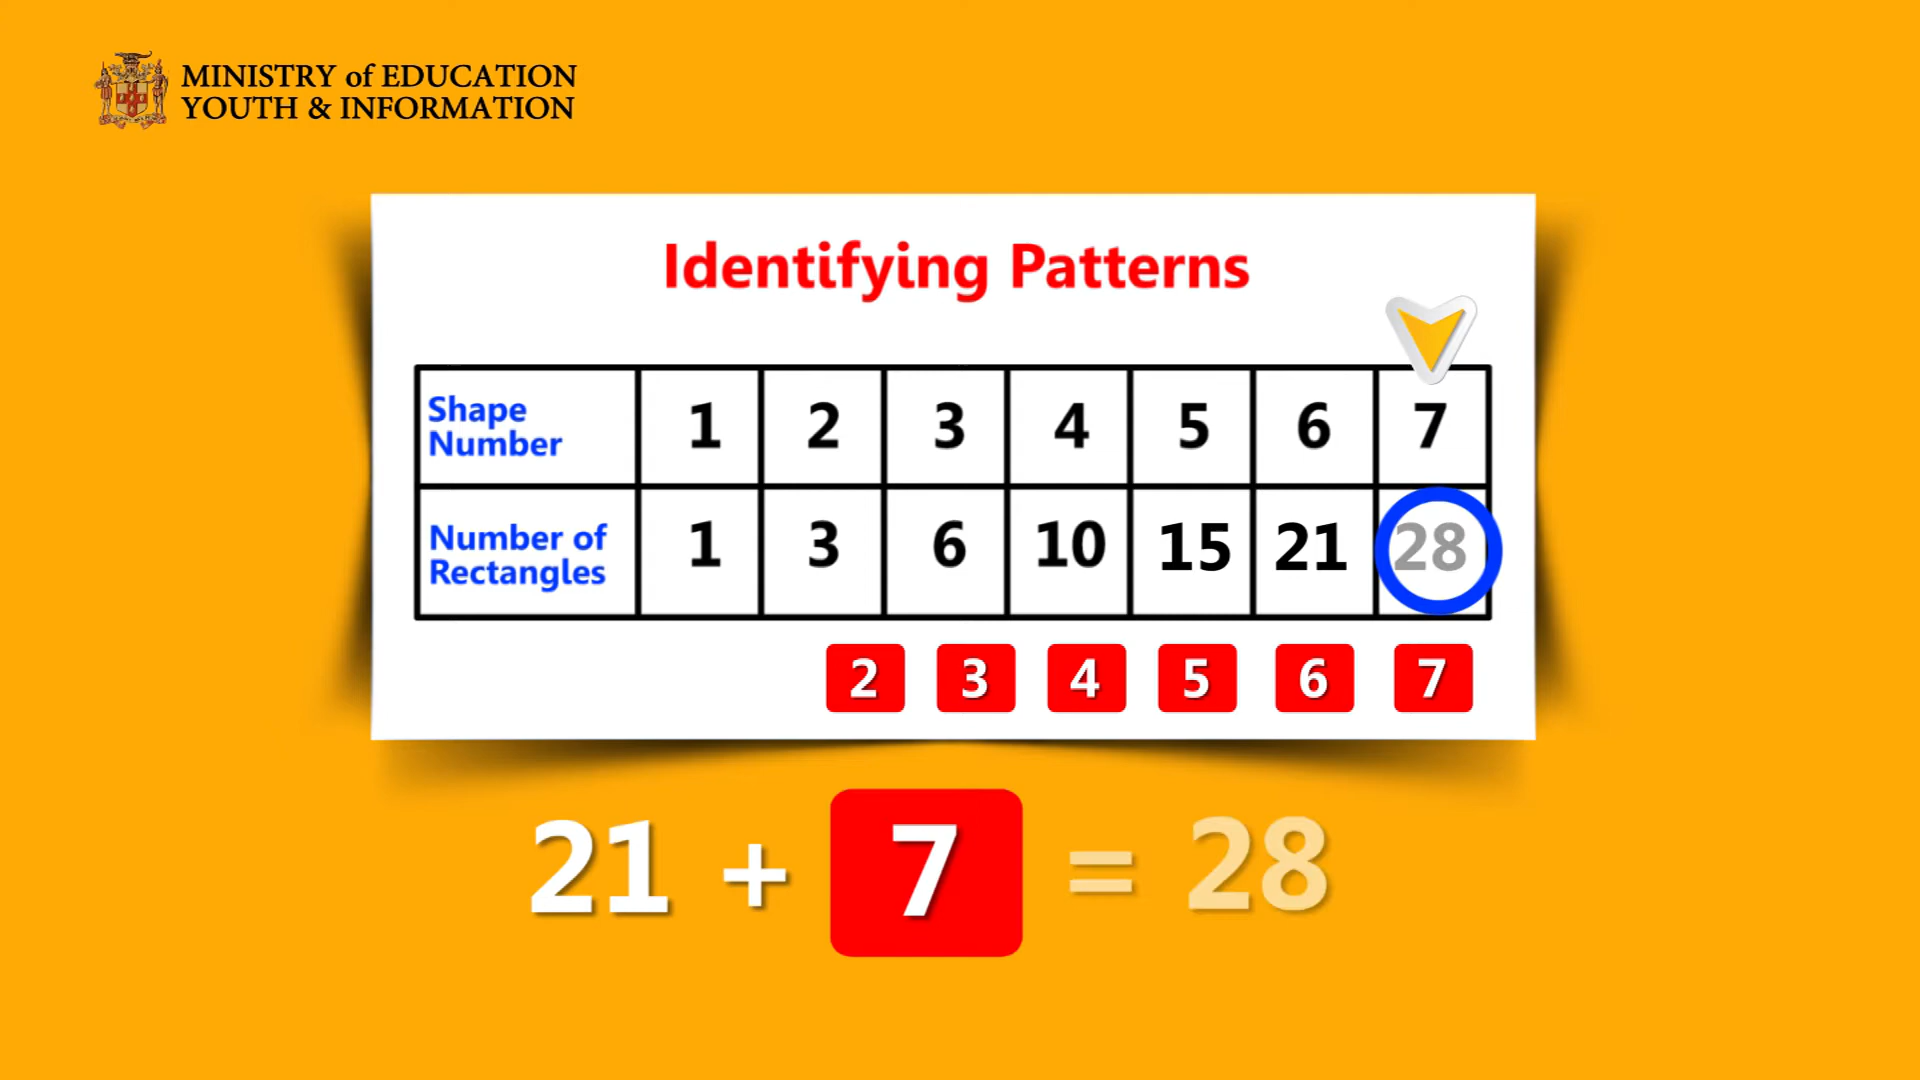 MINISTRY of EDUCATION
YOUTH & INFORMATION
Identifying Patterns
Shape
Number
1 2 3 4 5 6 7
Number of
Rectangles
1 3 6 10 15 21 28
2 3 4 5 6 7
21 + 7 = 28